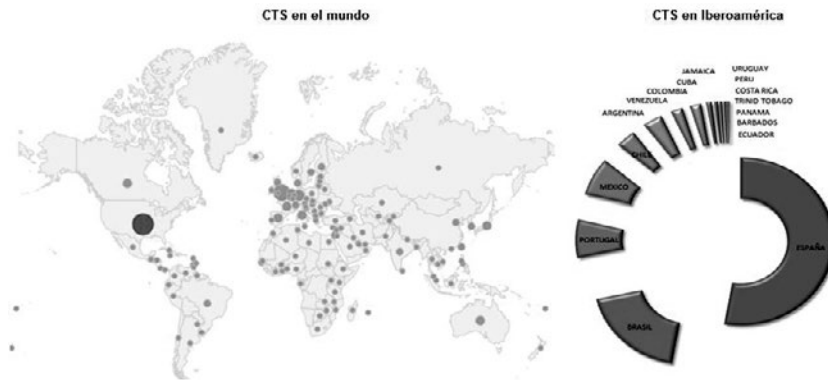 CTS en el mundo
CTS en Iberoamérica
JAMAICA
CUBA
COLOMBIA
VENEZUELA
ARGENTINA
URUGUAY
PERU
COSTA RICA
TRINID TOBAGO
PANAMA
BARBADOS
ECUADOR
CHILE
MEXICO
PORTUGAL
ESPAÑA
BRASIL